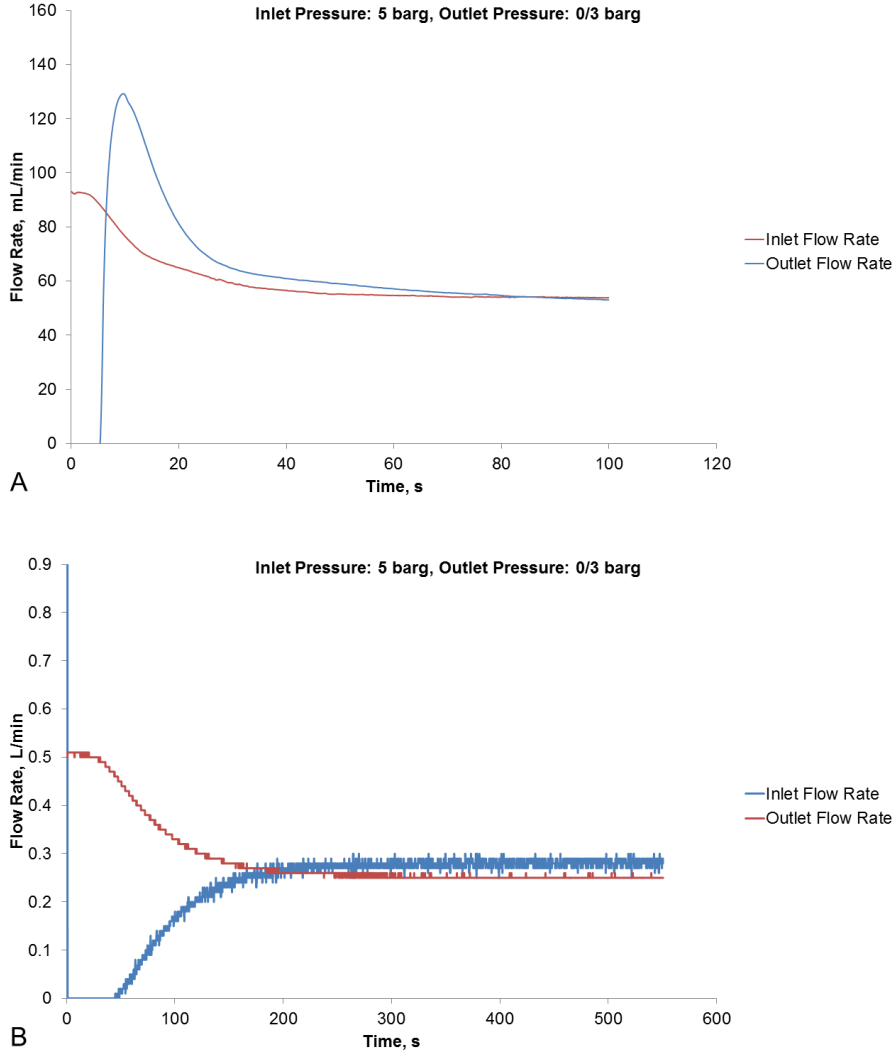 Inlet Pressure: 5 barg, Outlet Pressure: 0/3 barg
160
140
120
100
80
60
40
20
0
Flow Rate, mL/min
0 20 40 60 80 100 120
Time, s
Inlet Flow Rate
Outlet Flow Rate
A
Inlet Pressure: 5 barg, Outlet Pressure: 0/3 barg
0.9
0.8
0.7
0.6
0.5
0.4
0.3
0.2
0.1
0
Flow Rate, L/min
0 100 200 300 400 500 600
Time, s
Inlet Flow Rate
Outlet Flow Rate
B